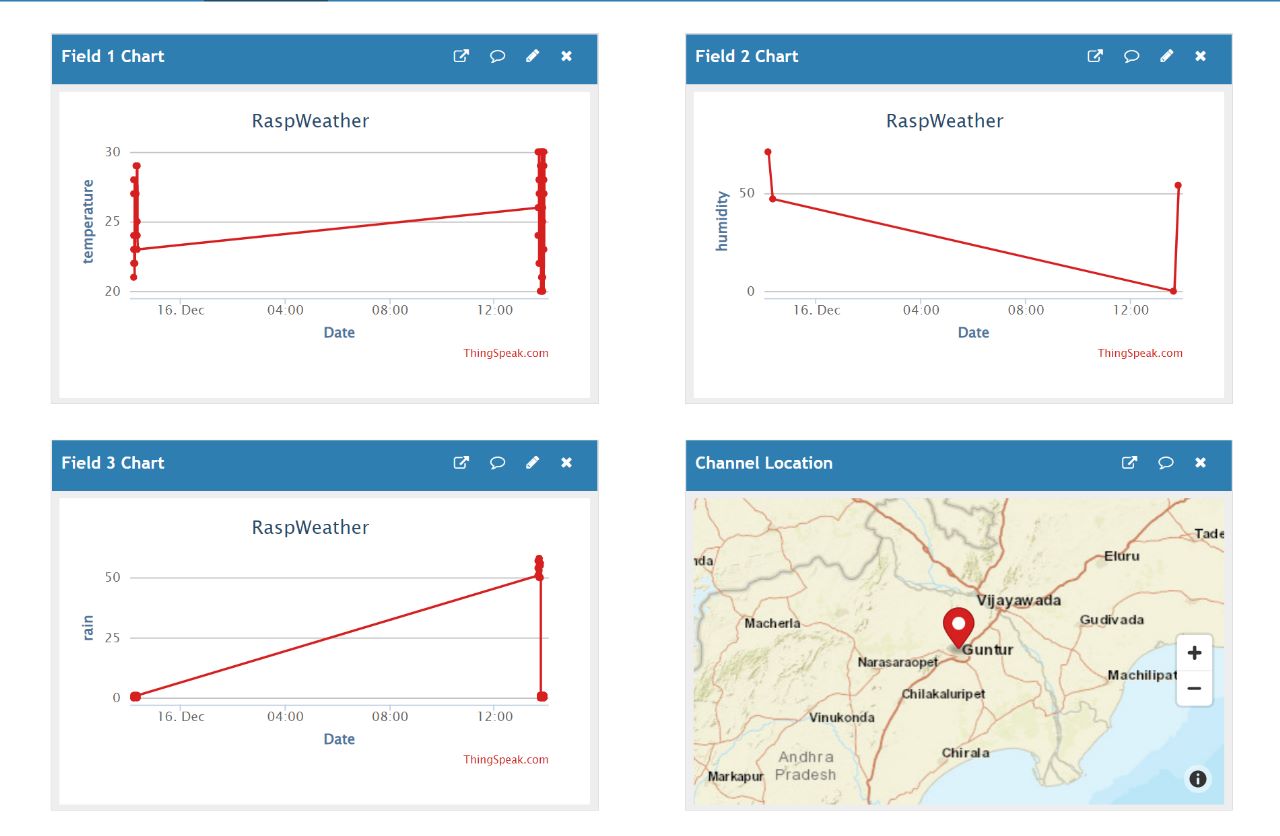 Field 1 Chart
RaspWeather
temperature
30
25
20
16. Dec 04:00 08:00 12:00
Date
ThingSpeak.com
Field 2 Chart
RaspWeather
humidity
50
0
16. Dec 04:00 08:00 12:00
Date
ThingSpeak.com
Field 3 Chart
RaspWeather
rain
50
25
0
16. Dec 04:00 08:00 12:00
Date
ThingSpeak.com
Channel Location
Tade
nda
Eluru
Vijayawada
Macherla
Gudivada
Guntur
Narasaraopet
Machilipat
Chilakaluripet
Vinukonda
Chirala
Andhra
Pradesh
Markapur
+
−
i